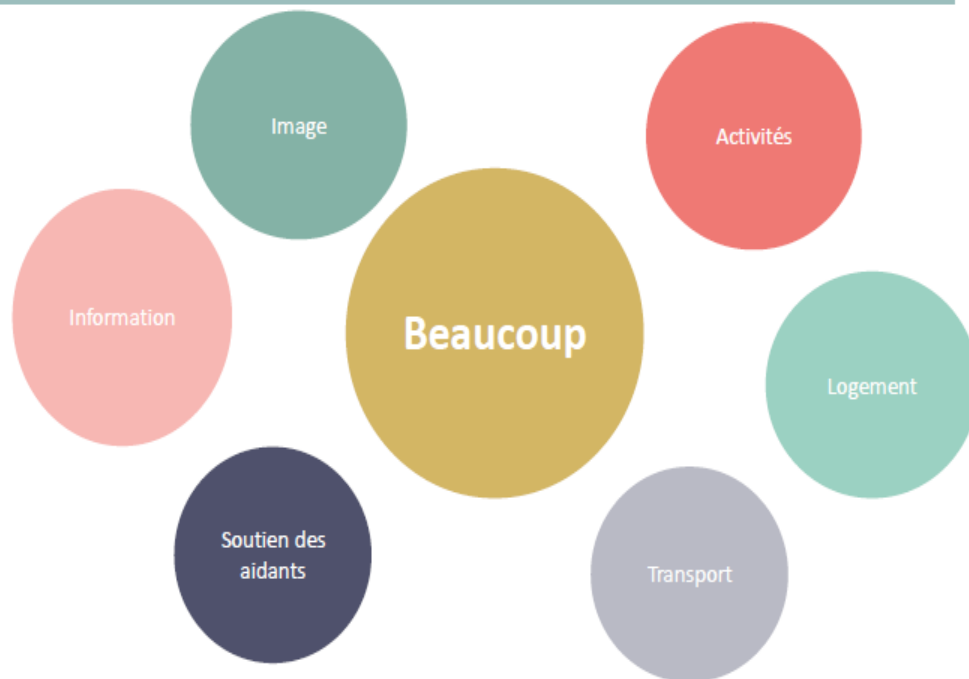 Image
Activités
Information
Beaucoup
Logement
Soutien des
aidants
Transport